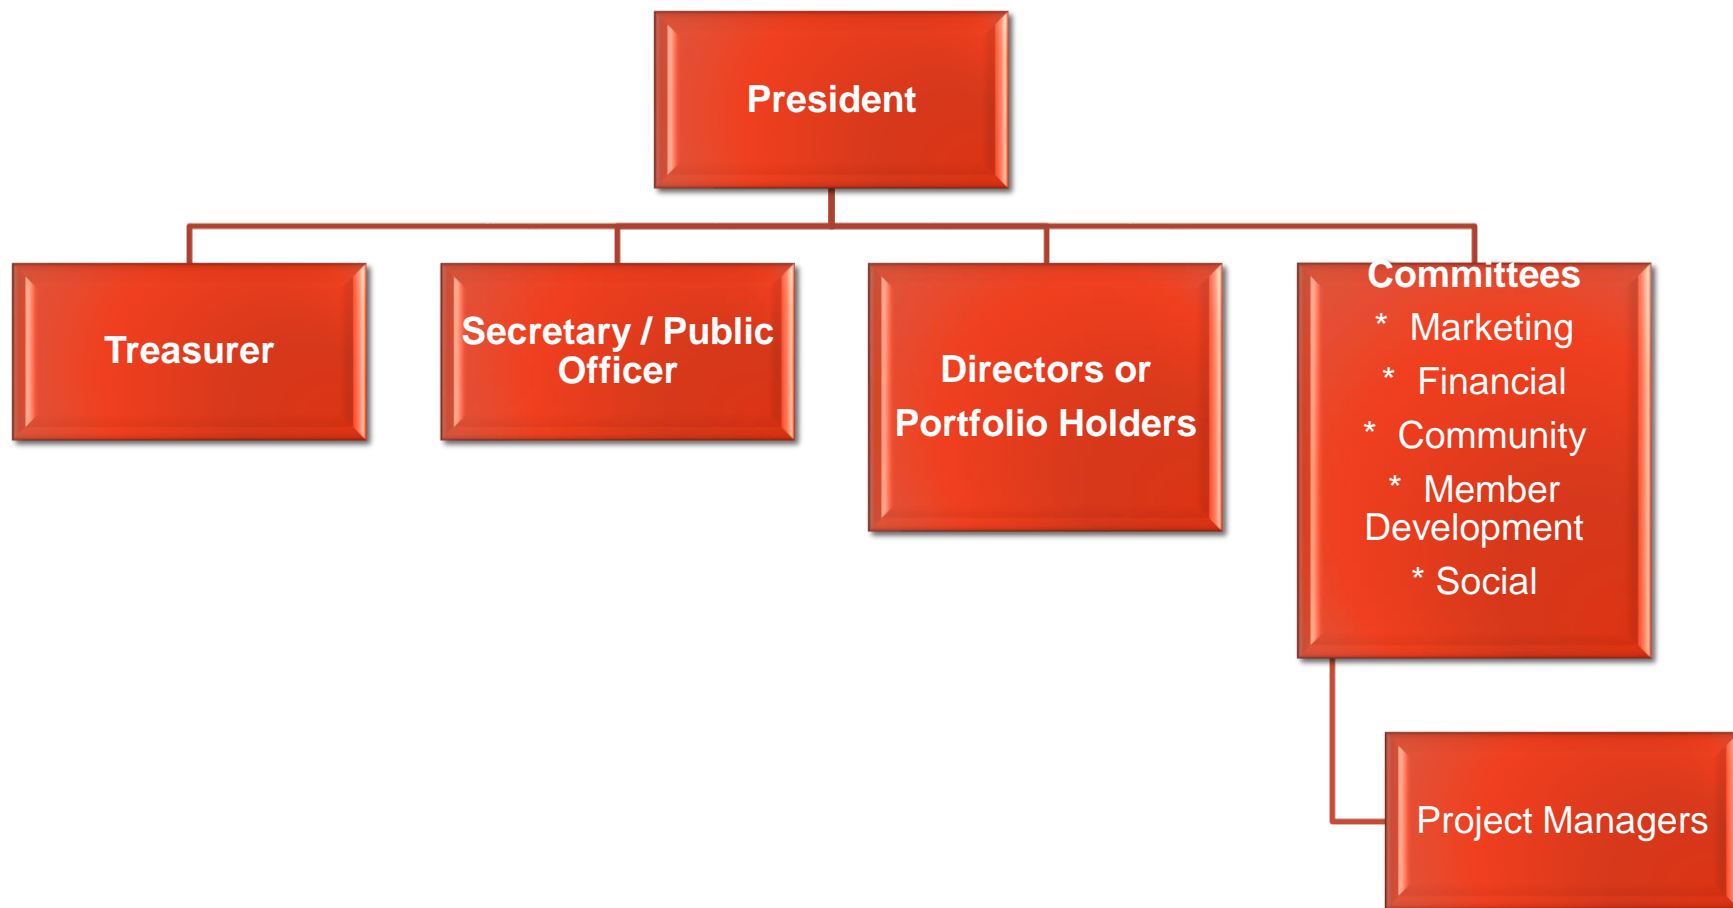 President
Treasurer
Secretary / Public
Officer
Directors or
Portfolio Holders
Committees
* Marketing
* Financial
* Community
* Member
Development
* Social
Project Managers